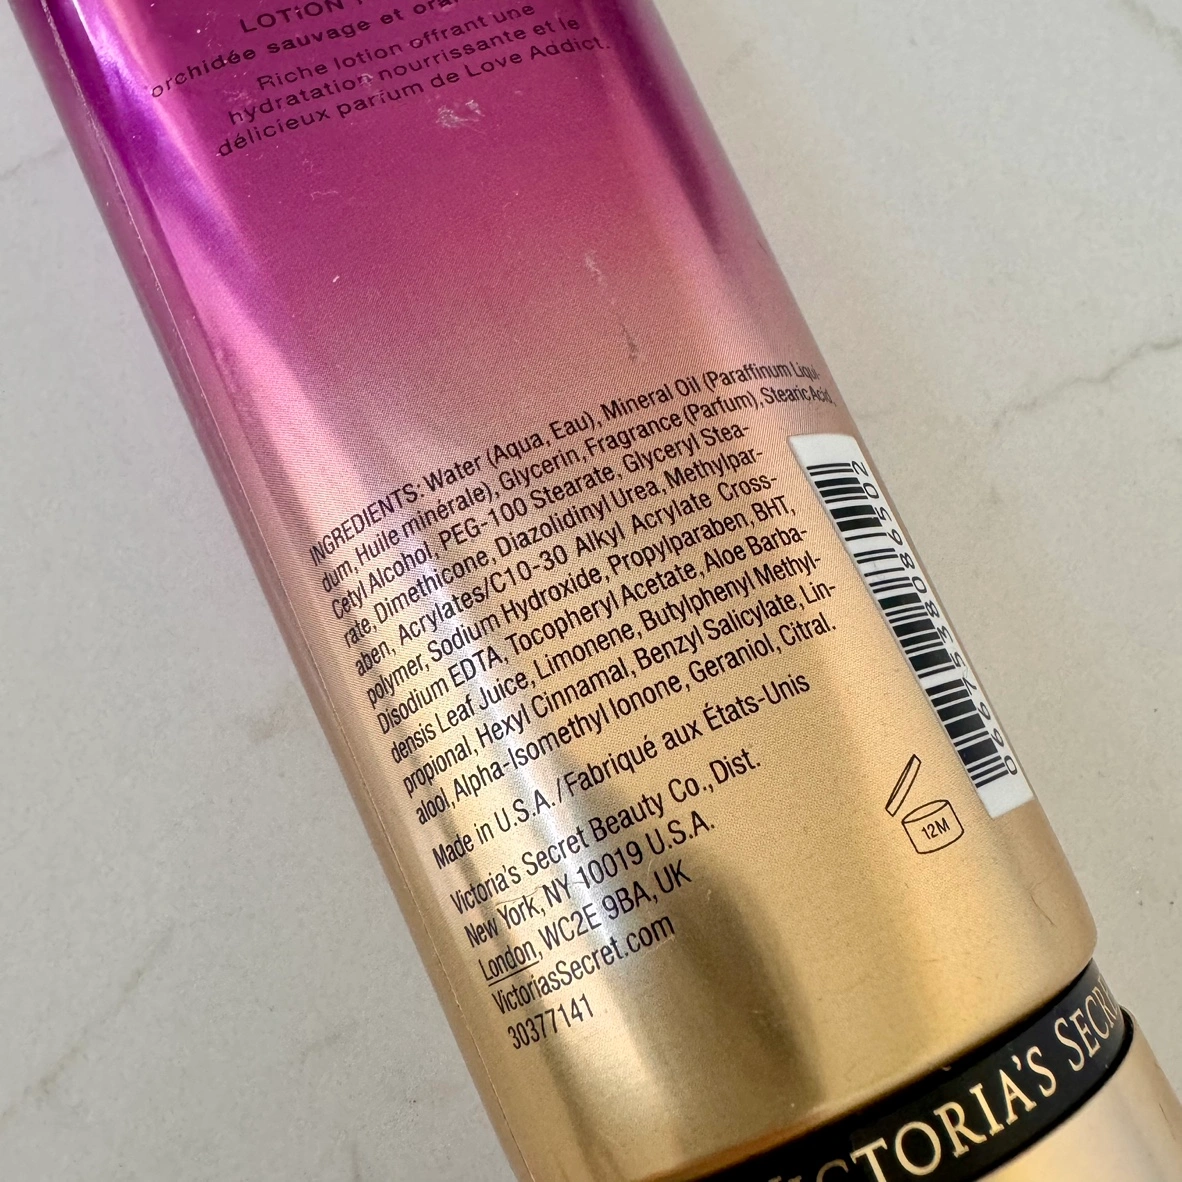 LOTION
orchidée sauvage et
Riche lotion offrant une
hydratation nourrissante et le
délicieux parfum de Love Addict.
INGREDIENTS: Water (Aqua, Eau), Mineral Oil (Paraffinum Liqui-
dum, Huile minérale), Glycerin, Fragrance (Parfum), Stearic Acid,
Cetyl Alcohol, PEG-100 Stearate, Glyceryl Stea-
rate, Dimethicone, Diazolidinyl Urea, Methylpar-
aben, Acrylates/C10-30 Alkyl Acrylate Cross-
polymer, Sodium Hydroxide, Propylparaben, BHT,
Disodium EDTA, Tocopheryl Acetate, Aloe Barba-
densis Leaf Juice, Limonene, Butylphenyl Methyl-
propional, Hexyl Cinnamal, Benzyl Salicylate, Lin-
alool, Alpha-Isomethyl Ionone, Geraniol, Citral.
Made in U.S.A./Fabriqué aux États-Unis
Victoria's Secret Beauty Co., Dist.
New York, NY 10019 U.S.A.
London, WC2E 9BA, UK
VictoriasSecret.com
30377141
0667538086502
12M
VICTORIA'S SECRE